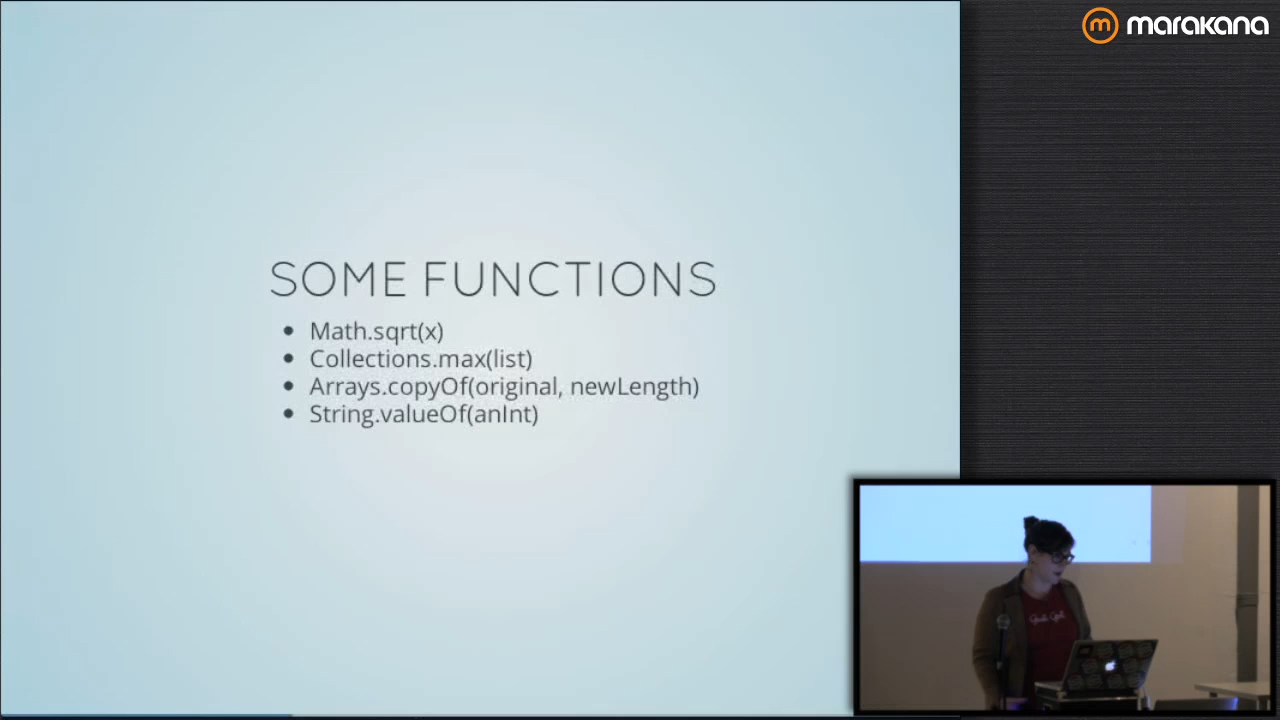 marakana
SOME FUNCTIONS
• Math.sqrt(x)
• Collections.max(list)
• Arrays.copyOf(original, newLength)
• String.valueOf(anInt)